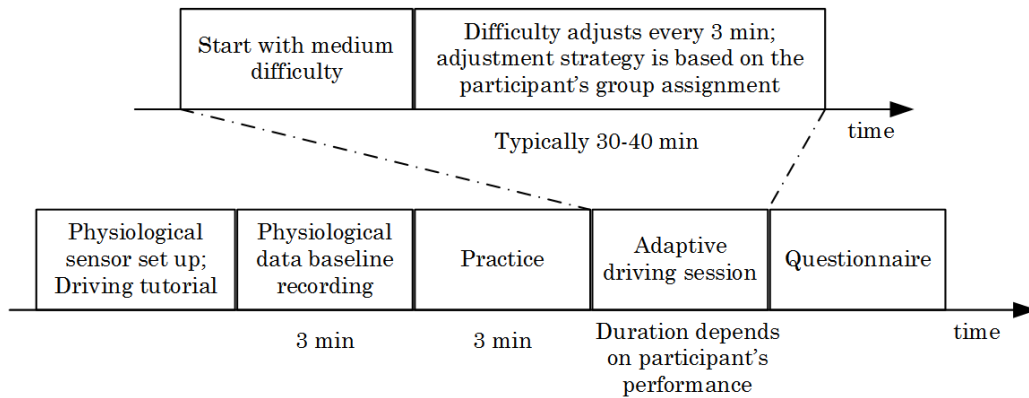 Start with medium
difficulty
Difficulty adjusts every 3 min;
adjustment strategy is based on the
participant's group assignment
time
Typically 30-40 min
Physiological
sensor set up;
Driving tutorial
Physiological
data baseline
recording
Practice
Adaptive
driving session
Questionnaire
time
3 min
3 min
Duration depends
on participant's
performance